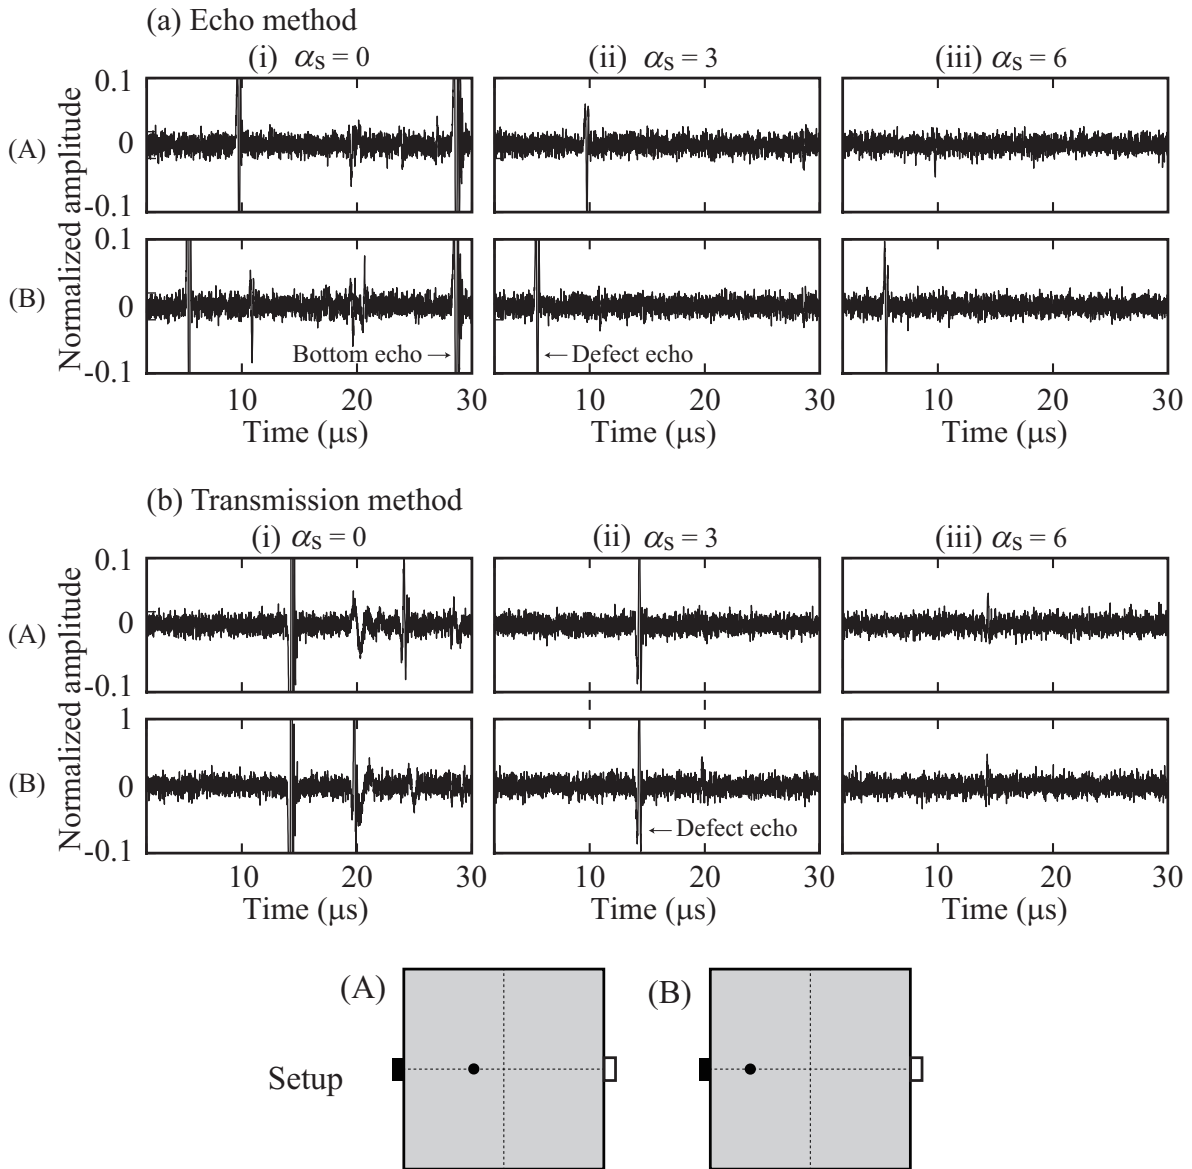 (a) Echo method
(i) αs = 0 (ii) αs = 3 (iii) αs = 6
Normalized amplitude
(A) 0.1 0 -0.1
(B) 0.1 0 -0.1
Bottom echo → ← Defect echo
10 20 30 10 20 30 10 20 30
Time (μs) Time (μs) Time (μs)
(b) Transmission method
(i) αs = 0 (ii) αs = 3 (iii) αs = 6
Normalized amplitude
(A) 0.1 0 -0.1
(B) 1 0 -0.1
← Defect echo
10 20 30 10 20 30 10 20 30
Time (μs) Time (μs) Time (μs)
(A) (B)
Setup